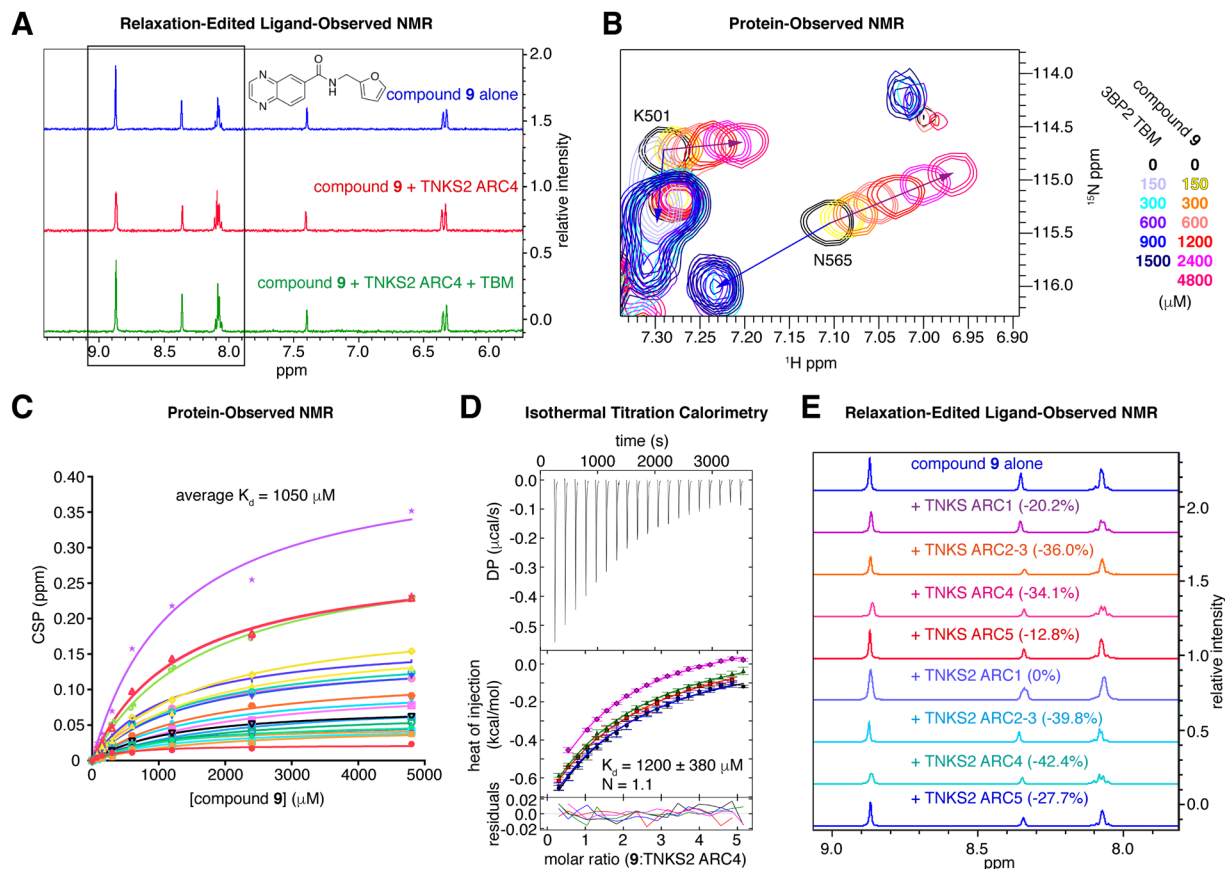 A
Relaxation-Edited Ligand-Observed NMR
N
N
O
N
H
O
compound 9 alone
compound 9 + TNKS2 ARC4
compound 9 + TNKS2 ARC4 + TBM
2.0
1.5
1.0
0.5
0.0
relative intensity
9.0 8.5 8.0 7.5 7.0 6.5 6.0
ppm
B
Protein-Observed NMR
K501
N565
114.0
114.5
115.0
115.5
116.0
15N ppm
7.30 7.25 7.20 7.15 7.10 7.05 7.00 6.95 6.90
1H ppm
3BP2 TBM
compound 9
0 0
150 150
300 300
600 600
900 1200
1500 2400
4800
(μM)
C
Protein-Observed NMR
average Kd = 1050 μM
0.40
0.35
0.30
0.25
0.20
0.15
0.10
0.05
0
CSP (ppm)
0 1000 2000 3000 4000 5000
[compound 9] (μM)
D
Isothermal Titration Calorimetry
time (s)
0 1000 2000 3000
0.0
-0.1
-0.2
-0.3
-0.4
-0.5
DP (μcal/s)
0.0
-0.2
-0.4
-0.6
heat of injection
(kcal/mol)
Kd = 1200 ± 380 μM
N = 1.1
0.02
0.00
-0.02
residuals
0 1 2 3 4 5
molar ratio (9:TNKS2 ARC4)
E
Relaxation-Edited Ligand-Observed NMR
compound 9 alone
+ TNKS ARC1 (-20.2%)
+ TNKS ARC2-3 (-36.0%)
+ TNKS ARC4 (-34.1%)
+ TNKS ARC5 (-12.8%)
+ TNKS2 ARC1 (0%)
+ TNKS2 ARC2-3 (-39.8%)
+ TNKS2 ARC4 (-42.4%)
+ TNKS2 ARC5 (-27.7%)
2.0
1.5
1.0
0.5
0.0
relative intensity
9.0 8.5 8.0
ppm